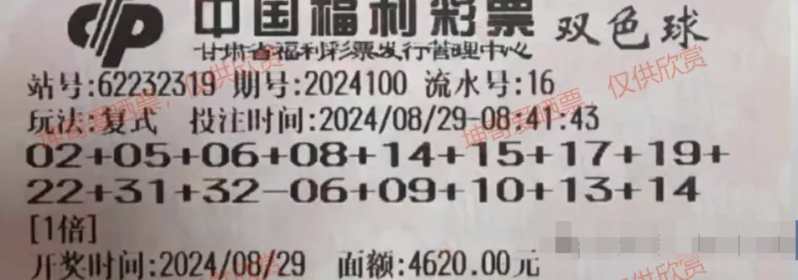 中国福利彩票 双色球
甘肃省福利彩票发行管理中心
站号:62232319 期号:2024100 流水号:16
玩法:复式 投注时间:2024/08/29-08:41:43
02+05+06+08+14+15+17+19+
22+31+32-06+09+10+13+14
[1倍]
开奖时间:2024/08/29 面额:4620.00元
仅供欣赏